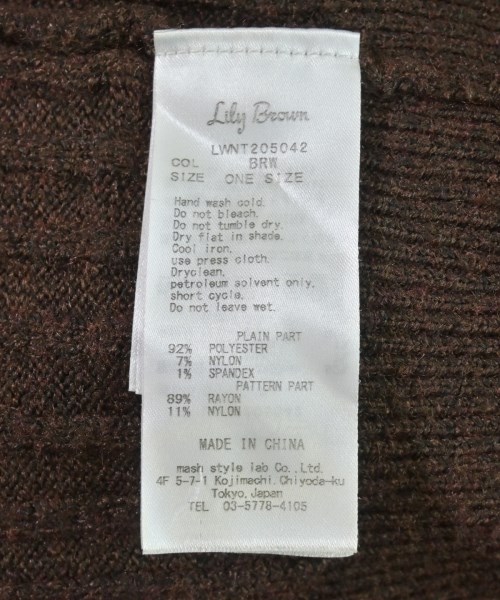 Lily Brown
LWNT205042
COL BRW
SIZE ONE SIZE
Hand wash cold.
Do not bleach.
Do not tumble dry.
Dry flat in shade.
Cool iron.
use press cloth.
Dryclean.
petroleum solvent only.
short cycle.
Do not leave wet.
PLAIN PART
92% POLYESTER
7% NYLON
1% SPANDEX
PATTERN PART
89% RAYON
11% NYLON
MADE IN CHINA
mash style lab Co.,Ltd.
4F 5-7-1 Kojimachi.Chiyoda-ku
Tokyo,Japan
TEL 03-5778-4105